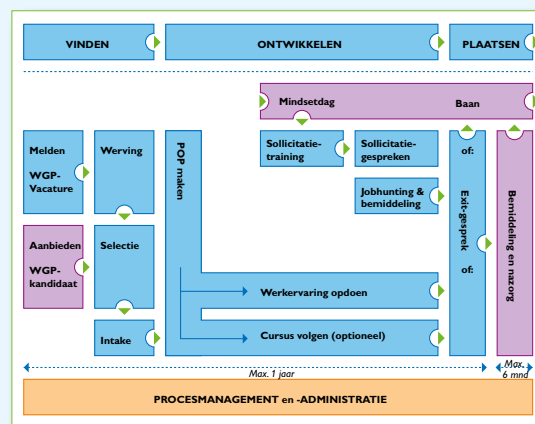 VINDEN
ONTWIKKELEN
PLAATSEN
Mindsetdag
Baan
Melden
WGP-
Vacature
Werving
POP maken
Sollicitatie-
training
Sollicitatie-
gesprekken
of:
Jobhunting &
bemiddeling
Exit-gesprek
Bemiddeling en nazorg
Aanbieden
WGP-
kandidaat
Selectie
of:
Werkervaring opdoen
Intake
Cursus volgen (optioneel)
Max. 1 jaar
Max.
6 mnd
PROCESMANAGEMENT en -ADMINISTRATIE